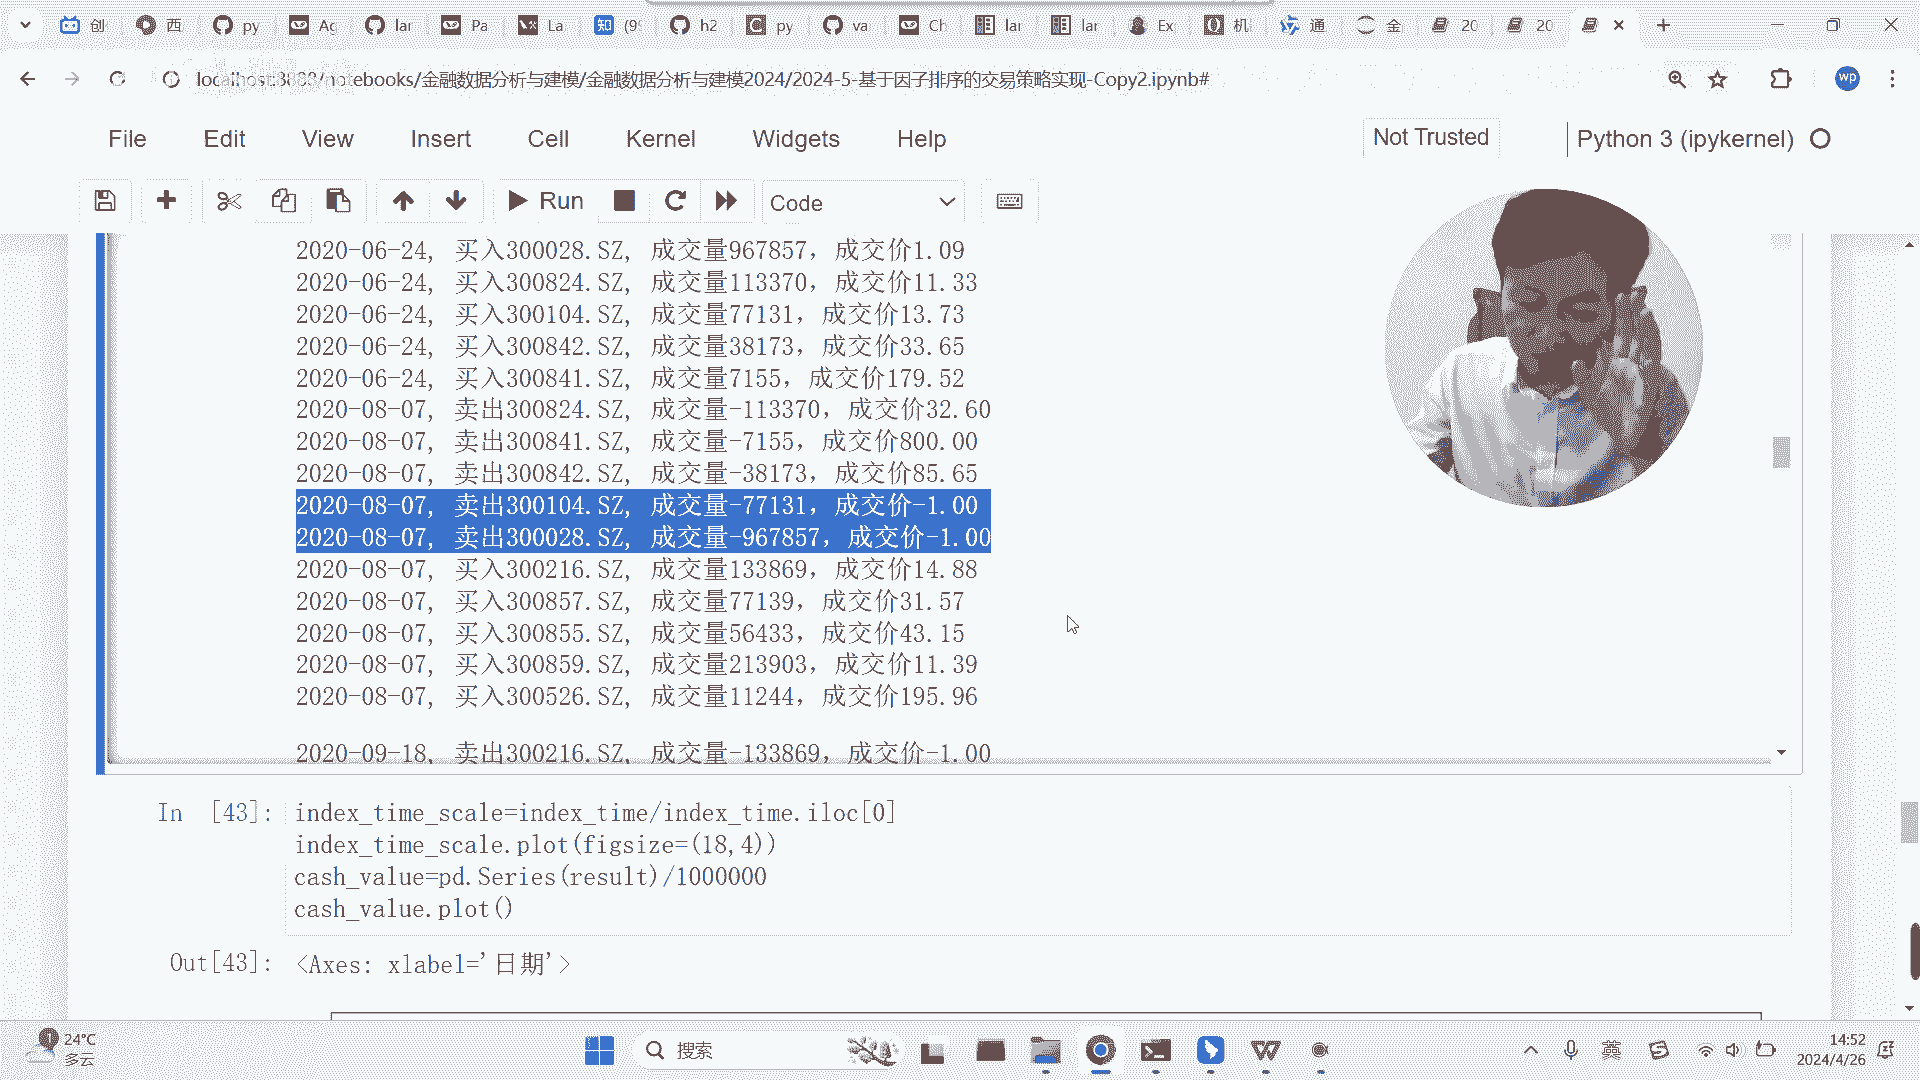 创
西
py
Ag
lar
Pa
La
(9
h2
py
va
Ch
lar
lar
Ex
机
通
金
20
20
localhost:8888/notebooks/金融数据分析与建模/金融数据分析与建模2024/2024-5-基于因子排序的交易策略实现-Copy2.ipynb#
wp
File Edit View Insert Cell Kernel Widgets Help
Not Trusted
Python 3 (ipykernel)
Run
Code
2020-06-24, 买入300028.SZ, 成交量967857, 成交价1.09
2020-06-24, 买入300824.SZ, 成交量113370, 成交价11.33
2020-06-24, 买入300104.SZ, 成交量77131, 成交价13.73
2020-06-24, 买入300842.SZ, 成交量38173, 成交价33.65
2020-06-24, 买入300841.SZ, 成交量7155, 成交价179.52
2020-08-07, 卖出300824.SZ, 成交量-113370, 成交价32.60
2020-08-07, 卖出300841.SZ, 成交量-7155, 成交价800.00
2020-08-07, 卖出300842.SZ, 成交量-38173, 成交价85.65
2020-08-07, 卖出300104.SZ, 成交量-77131, 成交价-1.00
2020-08-07, 卖出300028.SZ, 成交量-967857, 成交价-1.00
2020-08-07, 买入300216.SZ, 成交量133869, 成交价14.88
2020-08-07, 买入300857.SZ, 成交量77139, 成交价31.57
2020-08-07, 买入300855.SZ, 成交量56433, 成交价43.15
2020-08-07, 买入300859.SZ, 成交量213903, 成交价11.39
2020-08-07, 买入300526.SZ, 成交量11244, 成交价195.96
2020-09-18, 卖出300216.SZ, 成交量-133869, 成交价-1.00
In [43]: index_time_scale=index_time/index_time.iloc[0]
index_time_scale.plot(figsize=(18,4))
cash_value=pd.Series(result)/1000000
cash_value.plot()
Out[43]: <Axes: xlabel='日期'>
24°C
多云
搜索
英
14:52
2024/4/26